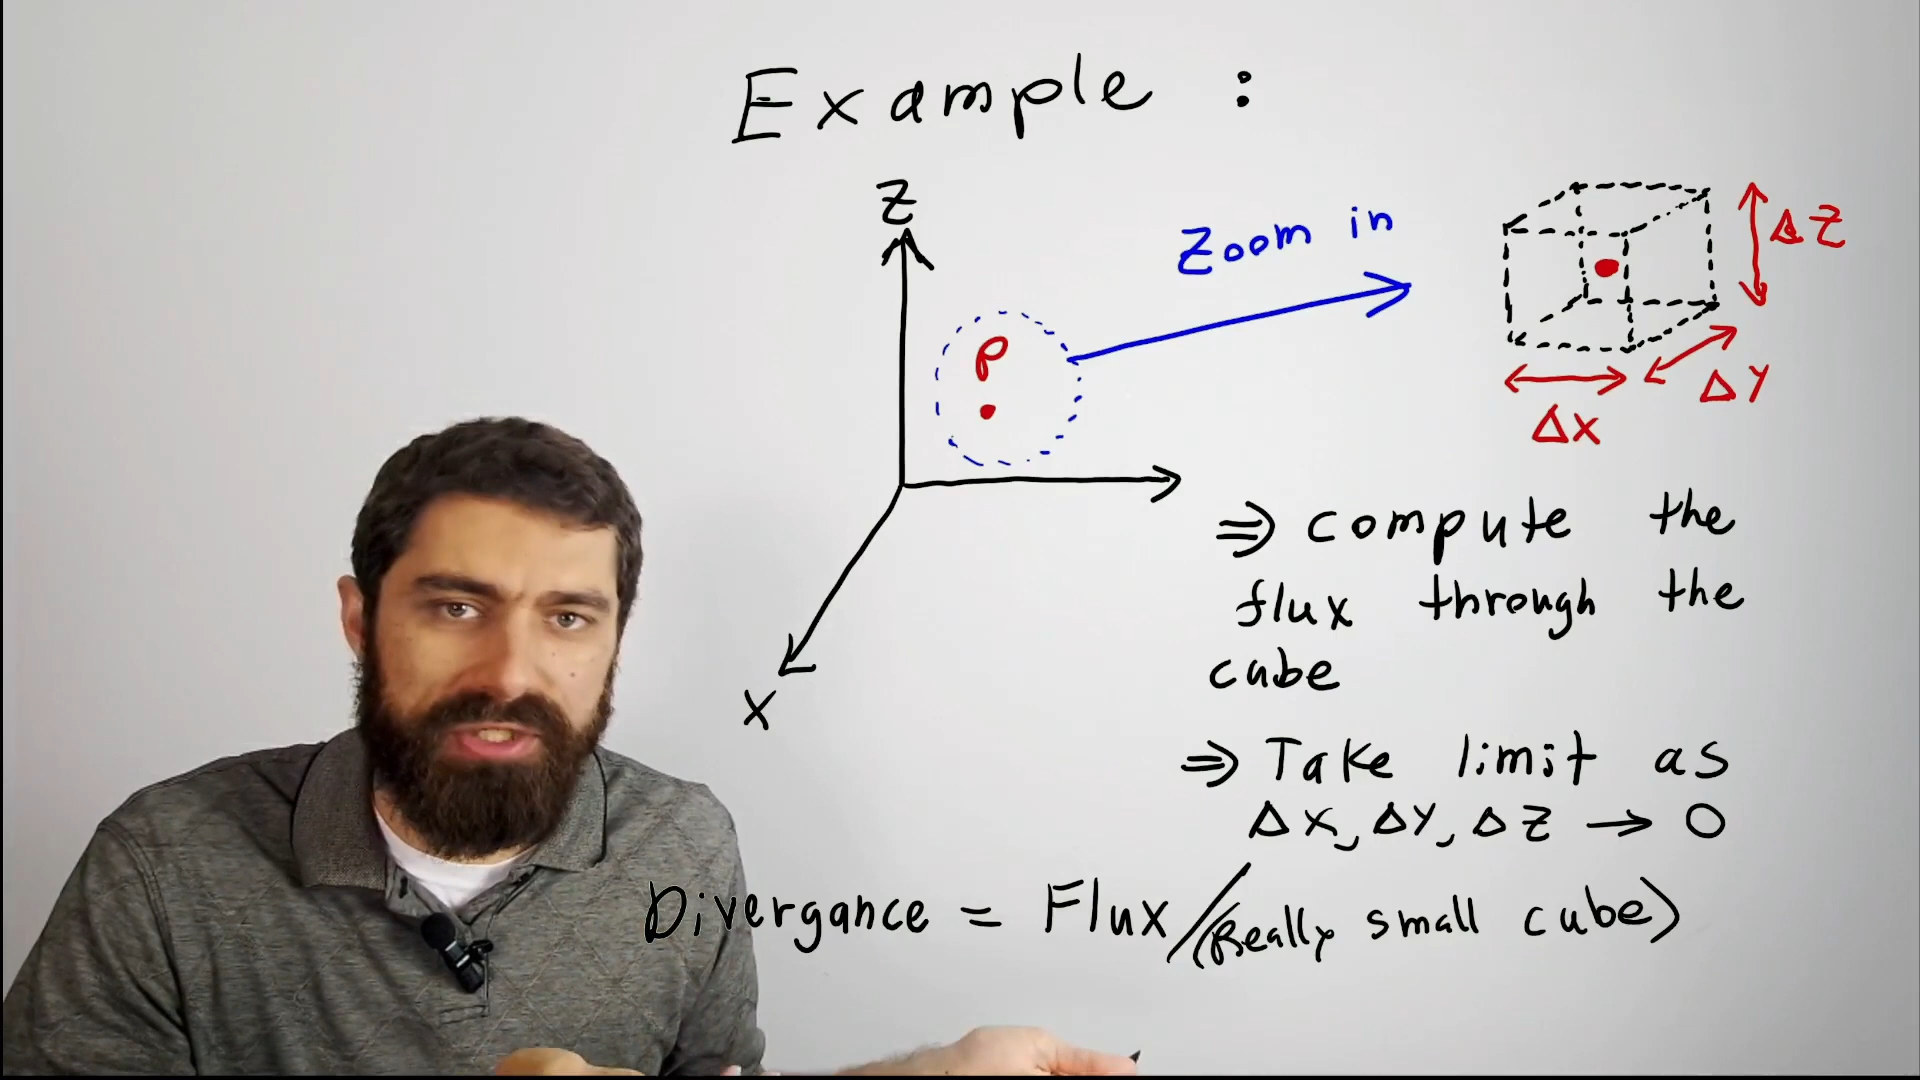 Example :
Z
Zoom in
P
ΔZ
ΔY
ΔX
X
⇒ compute the
flux through the
cube
⇒ Take limit as
ΔX, ΔY, ΔZ → 0
Divergance = Flux/(Really small cube)